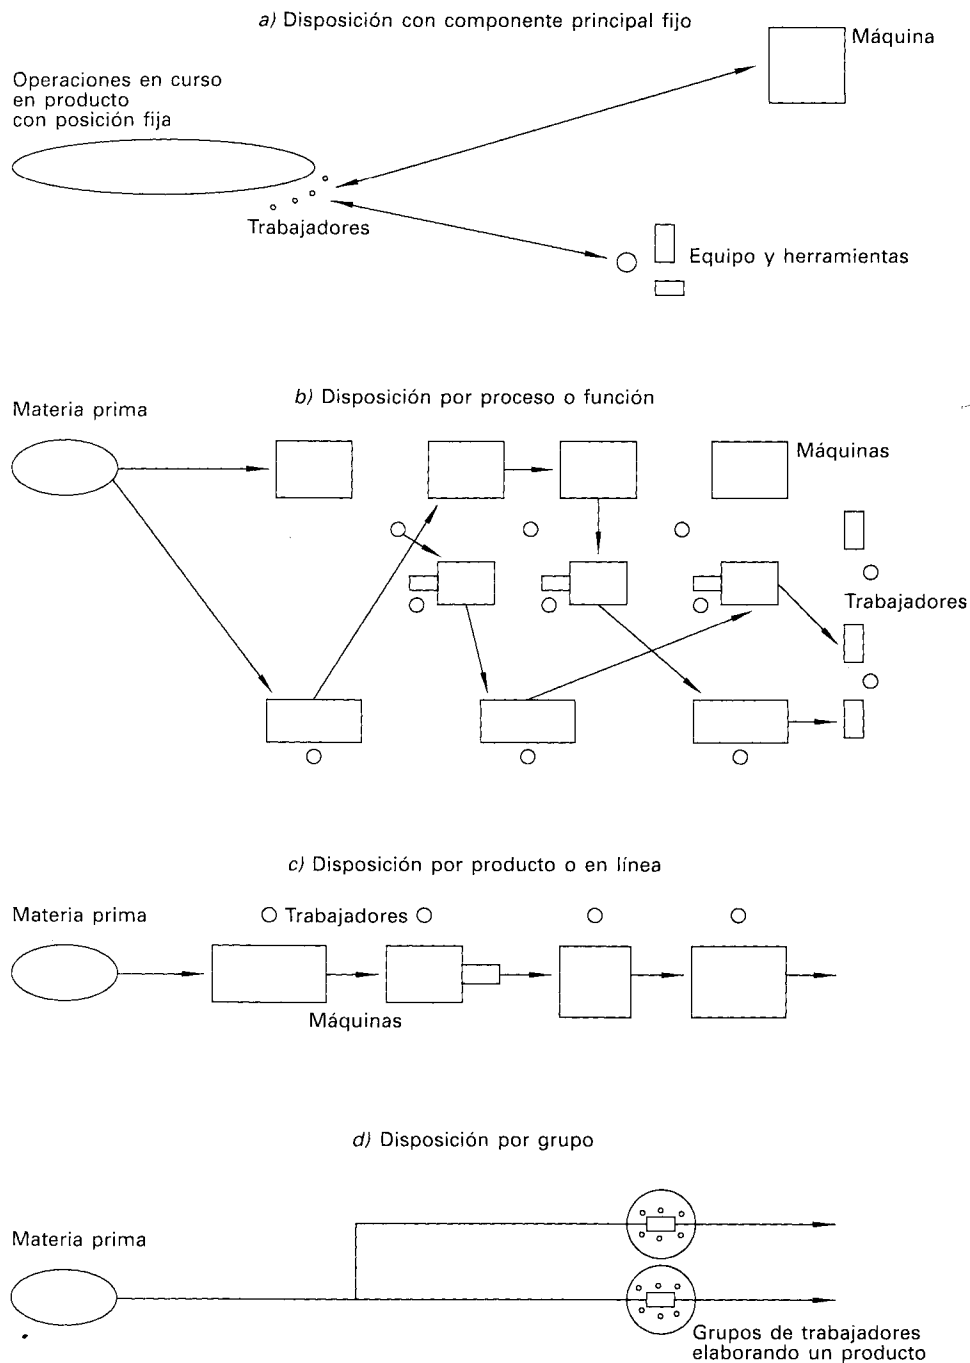 a) Disposición con componente principal fijo
Máquina
Operaciones en curso
en producto
con posición fija
Trabajadores
Equipo y herramientas
b) Disposición por proceso o función
Materia prima
Máquinas
Trabajadores
c) Disposición por producto o en línea
Materia prima
Trabajadores
Máquinas
d) Disposición por grupo
Materia prima
Grupos de trabajadores
elaborando un producto